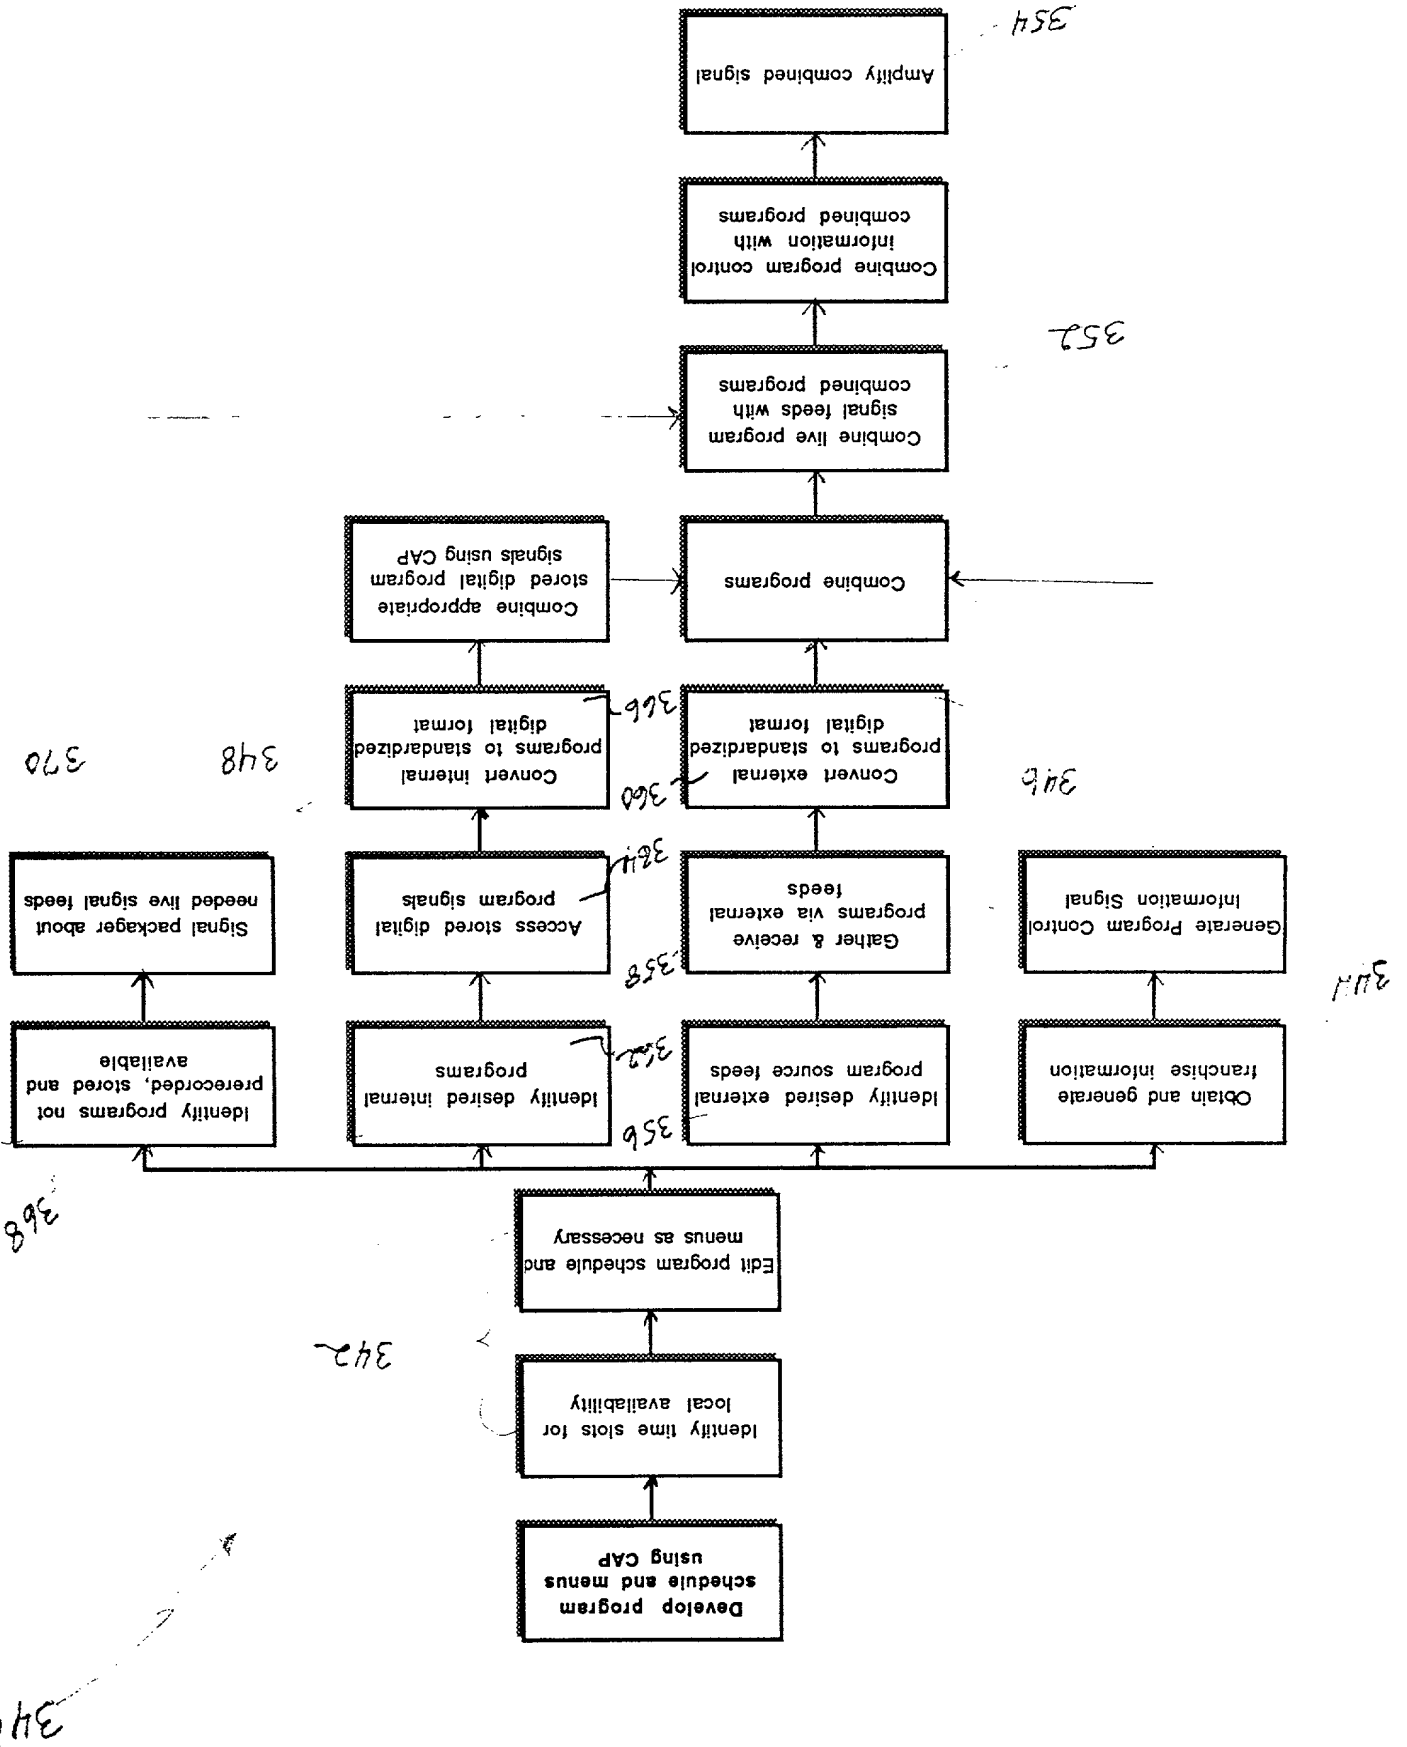 Develop program
schedule and menus
using CAP
Identify time slots for
local availability
342
Edit program schedule and
menus as necessary
368
Obtain and generate
franchise information
356
Identify desired external
program source feeds
362
Identify desired internal
programs
Identify programs not
prerecorded, stored and
available
344
Generate Program Control
Information Signal
358
Gather & receive
programs via external
feeds
364
Access stored digital
program signals
Signal packager about
needed live signal feeds
346
360
Convert external
programs to standardized
digital format
366
Convert internal
programs to standardized
digital format
348
370
Combine programs
Combine appropriate
stored digital program
signals using CAP
Combine live program
signal feeds with
combined programs
352
Combine program control
information with
combined programs
Amplify combined signal
354